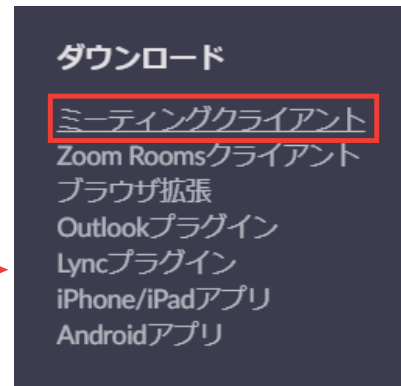 ダウンロード
ミーティングクライアント
Zoom Roomsクライアント
ブラウザ拡張
Outlookプラグイン
Lyncプラグイン
iPhone/iPadアプリ
Androidアプリ